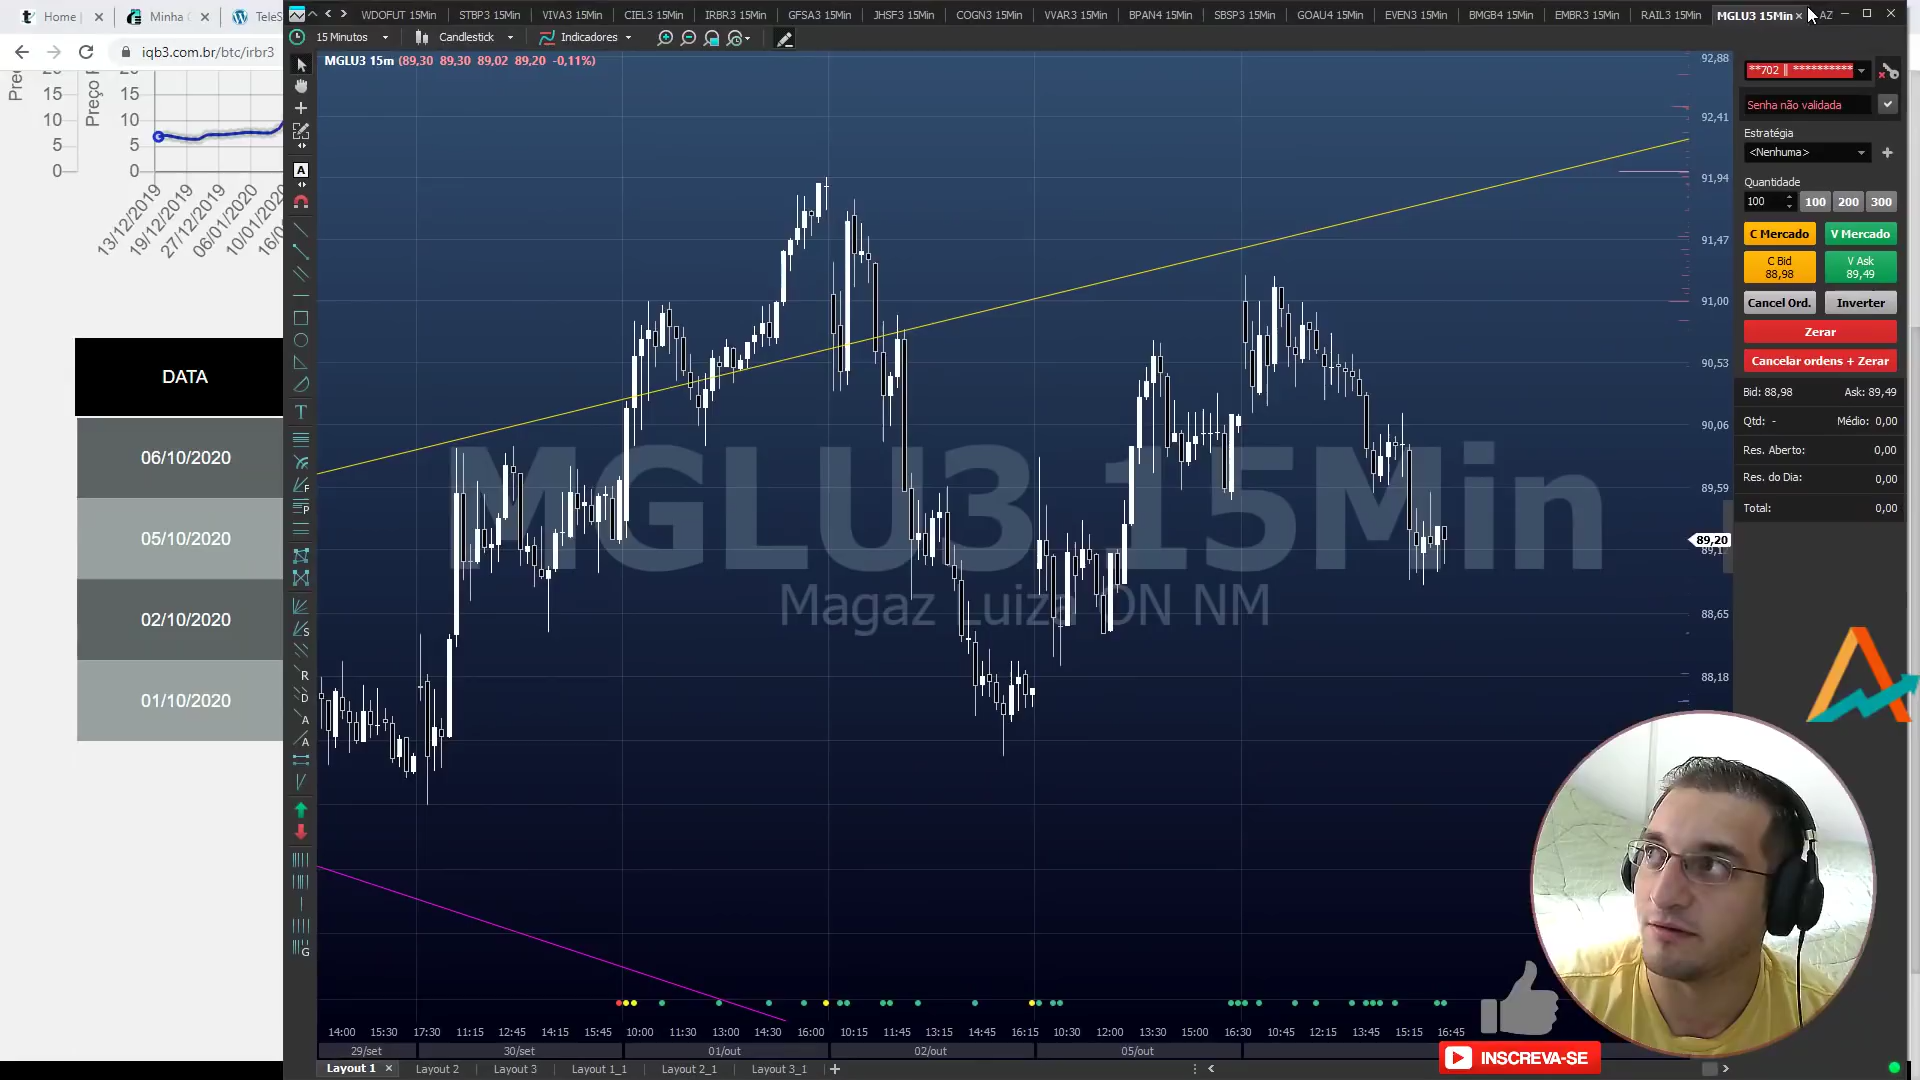 Home
Minha C
TeleS
iqb3.com.br/btc/irbr3
WDOFUT 15Min
STBP3 15Min
VIVA3 15Min
CIEL3 15Min
IRBR3 15Min
GFSA3 15Min
JHSF3 15Min
COGN3 15Min
VVAR3 15Min
BPAN4 15Min
SBSP3 15Min
GOAU4 15Min
EVEN3 15Min
BMGB4 15Min
EMBR3 15Min
RAIL3 15Min
MGLU3 15Min
AZ
15 Minutos
Candlestick
Indicadores
MGLU3 15m (89,30 89,30 89,02 89,20 -0,11%)
15
10
5
0
Preço
15
10
5
0
13/12/2019
19/12/2019
27/12/2019
06/01/2020
DATA
06/10/2020
05/10/2020
02/10/2020
01/10/2020
MGLU3 15Min
Magaz Luiza ON NM
92,88
92,41
91,94
91,47
91,00
90,53
90,06
89,59
89,20
88,65
88,18
**702 || **********
Senha não validada
Estratégia
<Nenhuma>
Quantidade
100
100 200 300
C Mercado V Mercado
C Bid
88,98
V Ask
89,49
Cancel Ord. Inverter
Zerar
Cancelar ordens + Zerar
Bid: 88,98 Ask: 89,49
Qtd: - Médio: 0,00
Res. Aberto: 0,00
Res. do Dia: 0,00
Total: 0,00
14:00 15:30 17:30 11:15 12:45 14:15 15:45 10:00 11:30 13:00 14:30 16:00 10:15 11:45 13:15 14:45 16:15 10:30 12:00 13:30 15:00 16:30 10:45 12:15 13:45 15:15 16:45
29/set 30/set 01/out 02/out 05/out
Layout 1 Layout 2 Layout 3 Layout 1_1 Layout 2_1 Layout 3_1
INSCREVA-SE